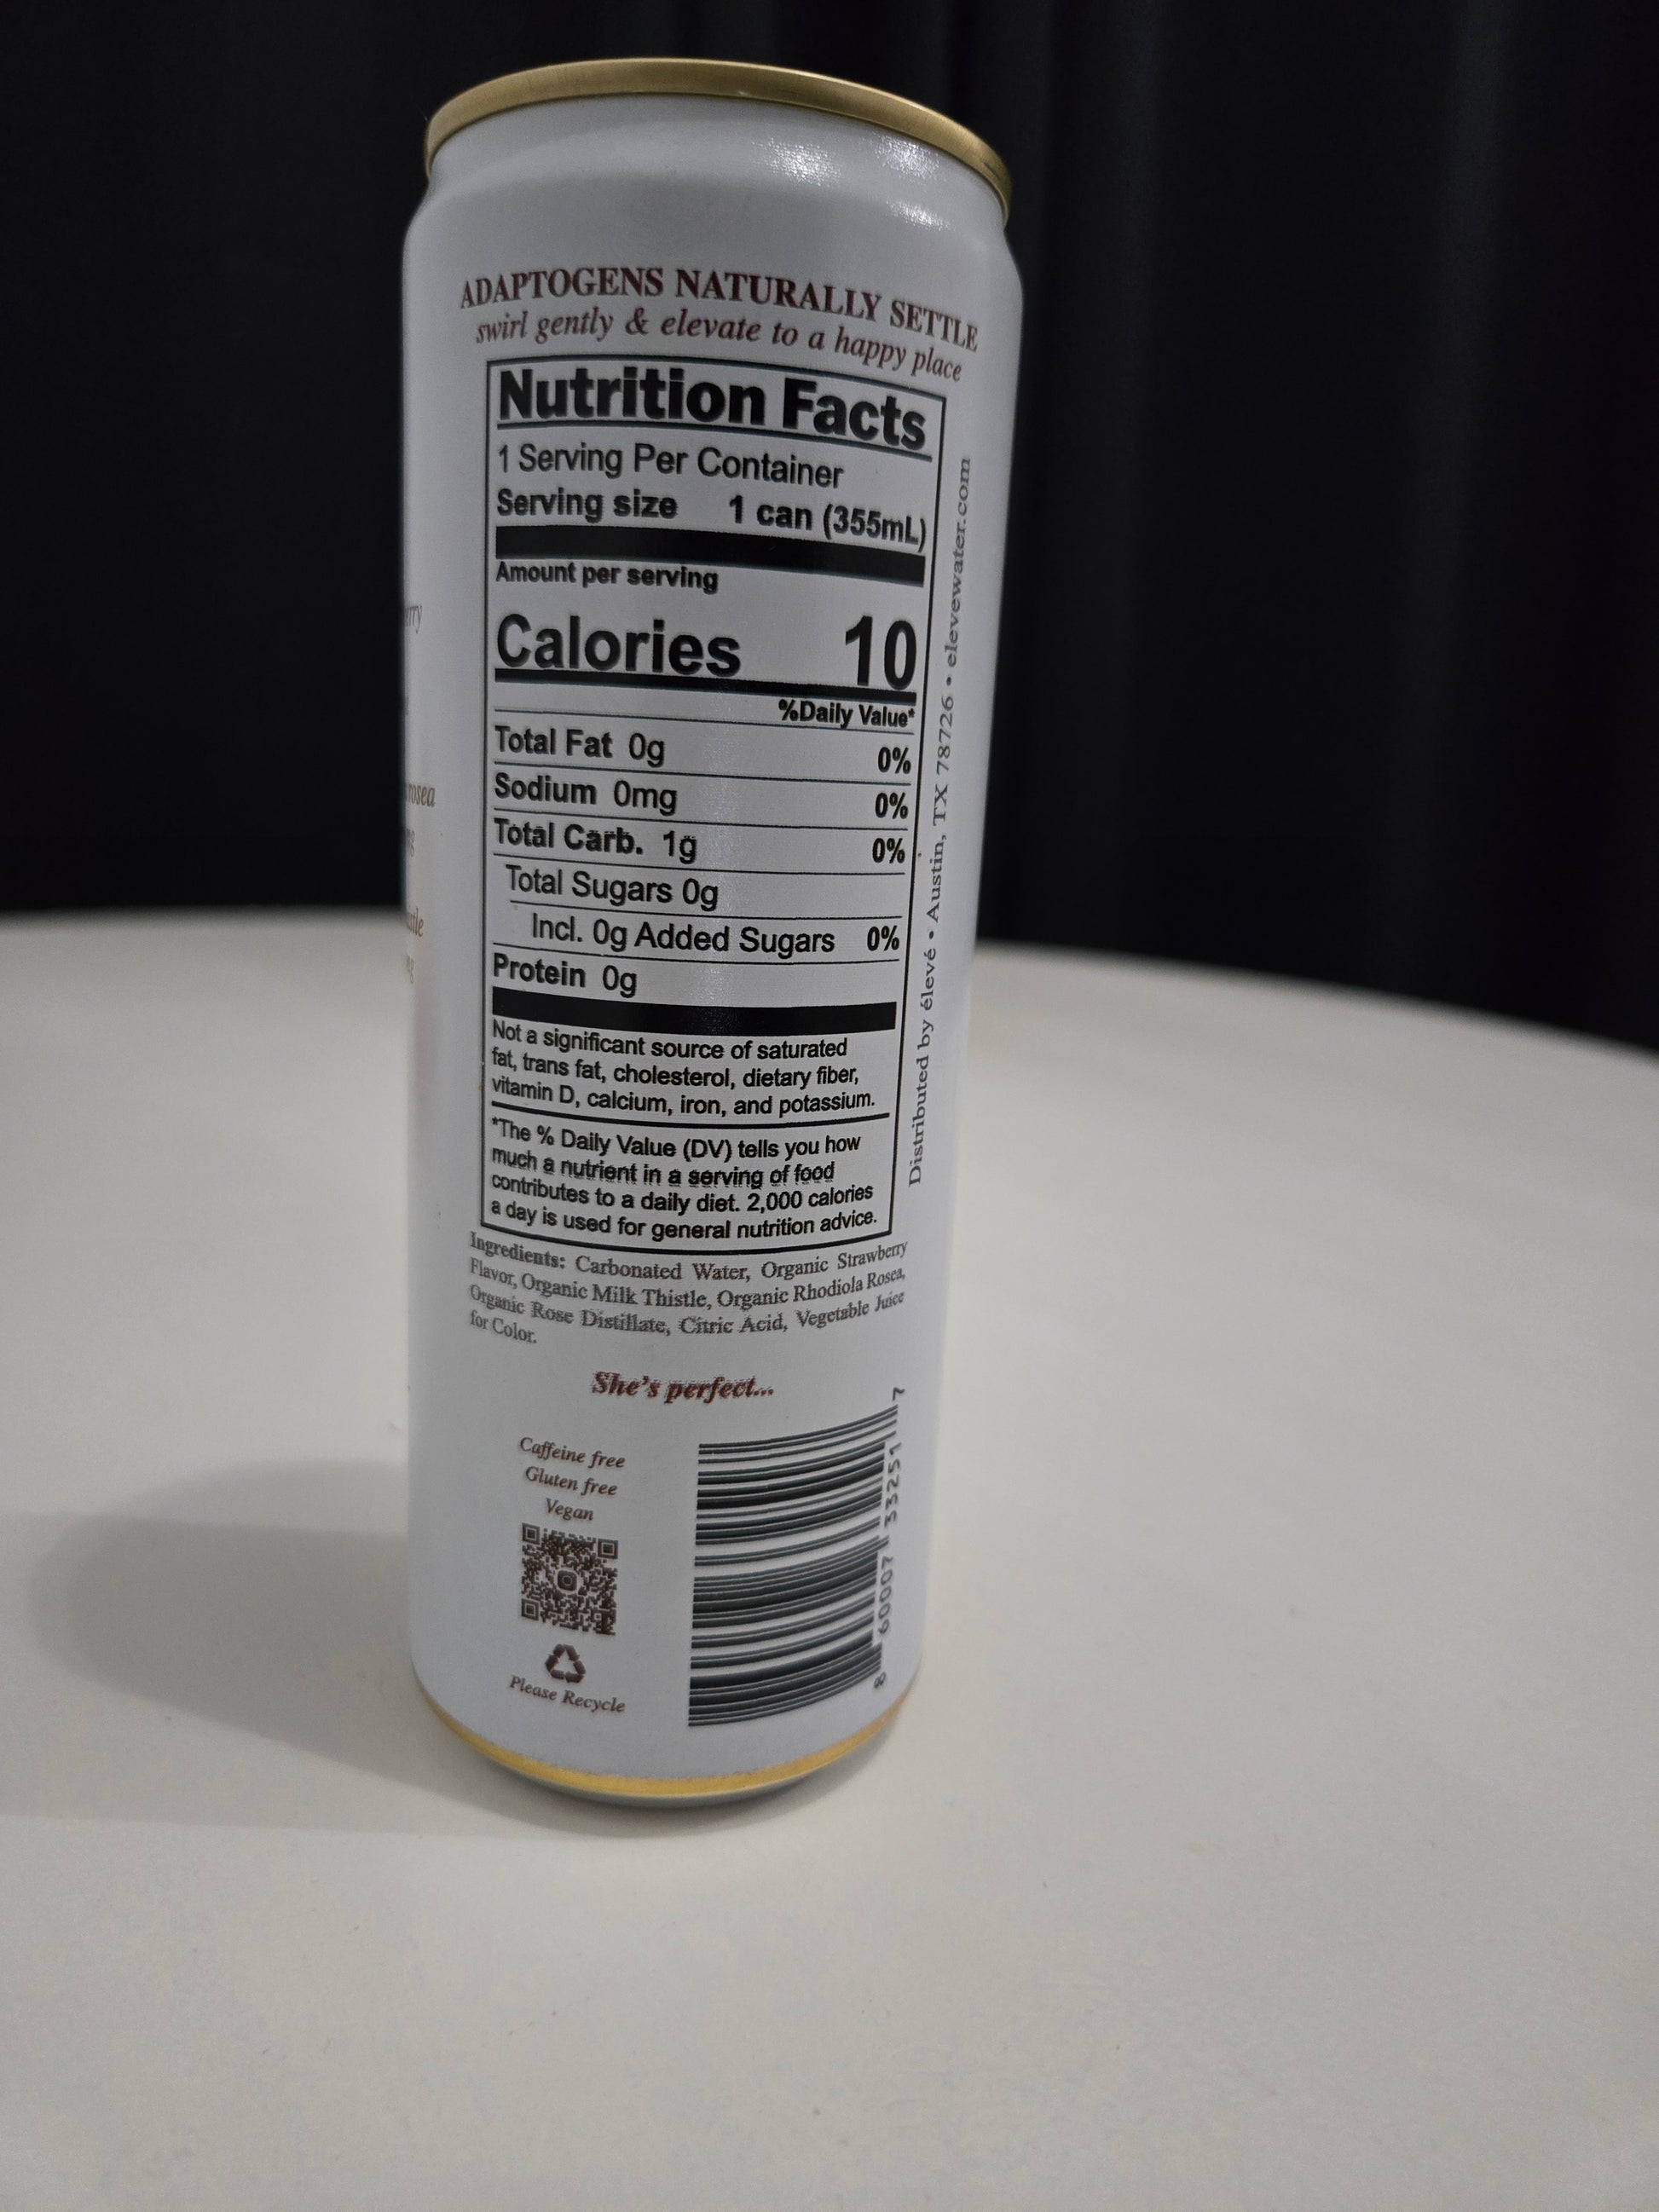 ADAPTOGENS NATURALLY SETTLE
swirl gently & elevate to a happy place
Nutrition Facts
1 Serving Per Container
Serving size 1 can (355mL)
Amount per serving
Calories 10
%Daily Value*
Total Fat 0g 0%
Sodium 0mg 0%
Total Carb. 1g 0%
Total Sugars 0g
Incl. 0g Added Sugars 0%
Protein 0g
Not a significant source of saturated
fat, trans fat, cholesterol, dietary fiber,
vitamin D, calcium, iron, and potassium.
*The % Daily Value (DV) tells you how
much a nutrient in a serving of food
contributes to a daily diet. 2,000 calories
a day is used for general nutrition advice.
Distributed by élevé • Austin, TX 78726 • elevewater.com
Ingredients: Carbonated Water, Organic Strawberry
Flavor, Organic Milk Thistle, Organic Rhodiola Rosea,
Organic Rose Distillate, Citric Acid, Vegetable Juice
for Color.
She's perfect...
Caffeine free
Gluten free
Vegan
Please Recycle
8 60007 33251 7
rosea